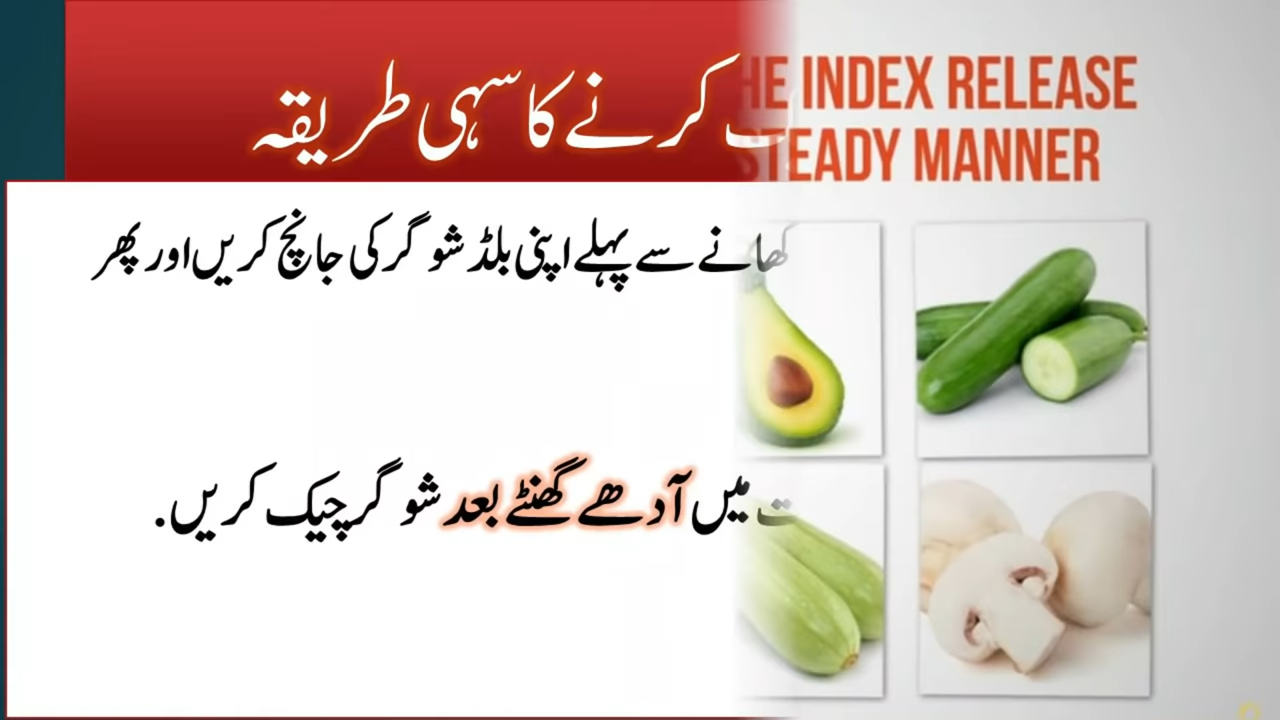 کرنے کا سہی طریقہ
کھانے سے پہلے اپنی بلڈ شوگر کی جانچ کریں اور پھر
میں آدھے گھنٹے بعد شوگر چیک کریں.
INDEX RELEASE
STEADY MANNER